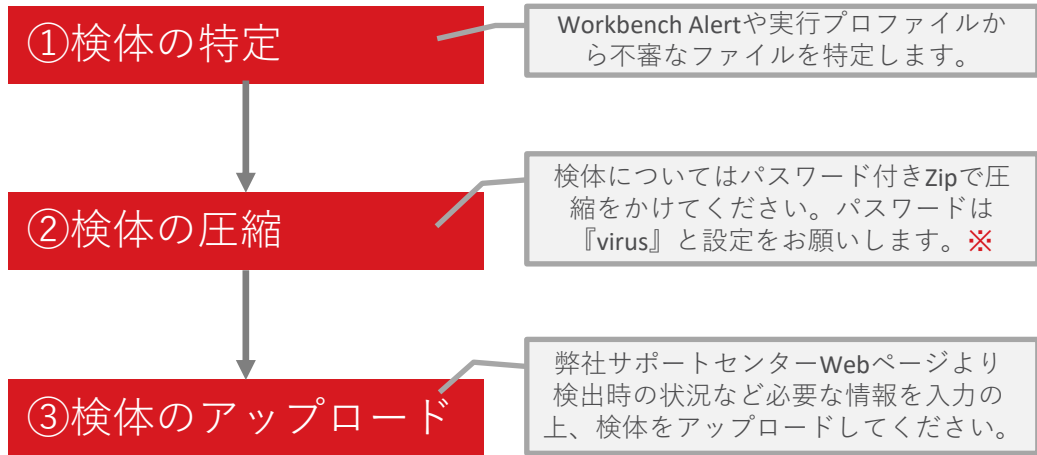 ①検体の特定
Workbench Alertや実行プロファイルか
ら不審なファイルを特定します。
②検体の圧縮
検体についてはパスワード付きZipで圧
縮をかけてください。パスワードは
『virus』と設定をお願いします。※
③検体のアップロード
弊社サポートセンターWebページより
検出時の状況など必要な情報を入力の
上、検体をアップロードしてください。